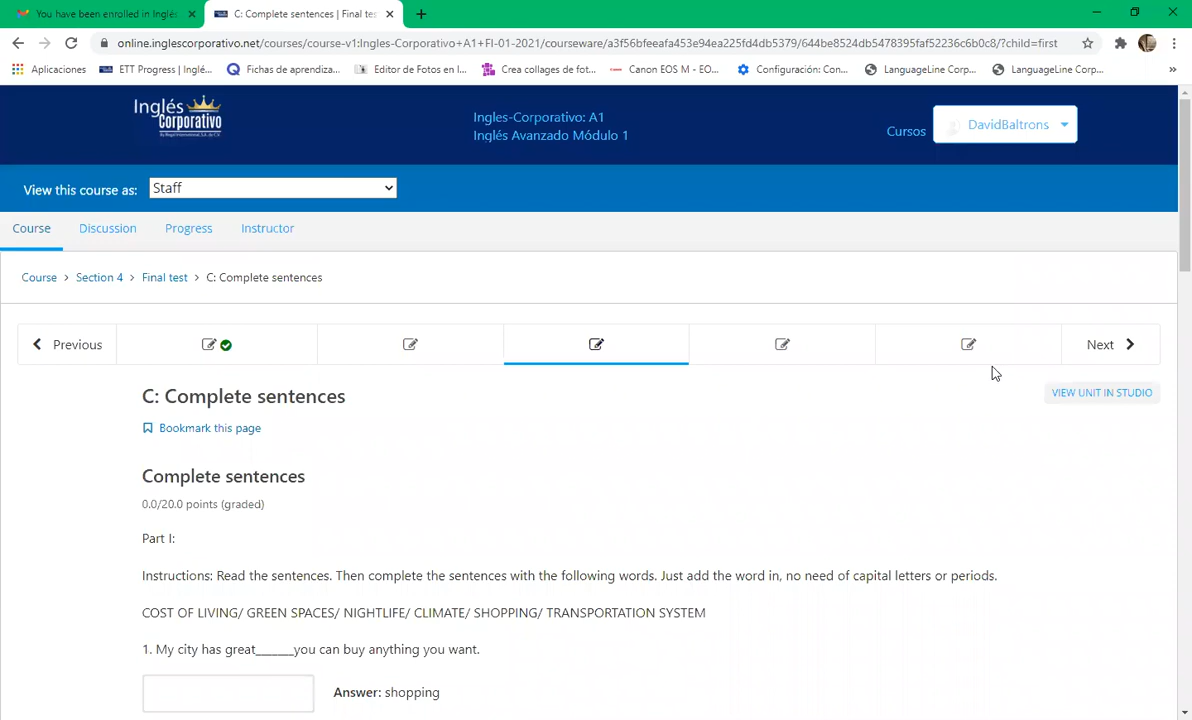 You have been enrolled in Inglés
C: Complete sentences | Final tes
online.inglescorporativo.net/courses/course-v1:Ingles-Corporativo+A1+FI-01-2021/courseware/a3f56bfeeafa453e94ea225fd4db5379/644be8524db5478395faf52236c6b0c8/?child=first
Aplicaciones
ETT Progress | Inglé...
Fichas de aprendiza...
Editor de Fotos en l...
Crea collages de fot...
Canon EOS M - EO...
Configuración: Con...
LanguageLine Corp...
LanguageLine Corp...
Inglés
Corporativo
Ingles-Corporativo: A1
Inglés Avanzado Módulo 1
Cursos
DavidBaltrons
View this course as:
Staff
Course
Discussion
Progress
Instructor
Course > Section 4 > Final test > C: Complete sentences
Previous
Next
C: Complete sentences
VIEW UNIT IN STUDIO
Bookmark this page
Complete sentences
0.0/20.0 points (graded)
Part I:
Instructions: Read the sentences. Then complete the sentences with the following words. Just add the word in, no need of capital letters or periods.
COST OF LIVING/ GREEN SPACES/ NIGHTLIFE/ CLIMATE/ SHOPPING/ TRANSPORTATION SYSTEM
1. My city has great______you can buy anything you want.
Answer: shopping